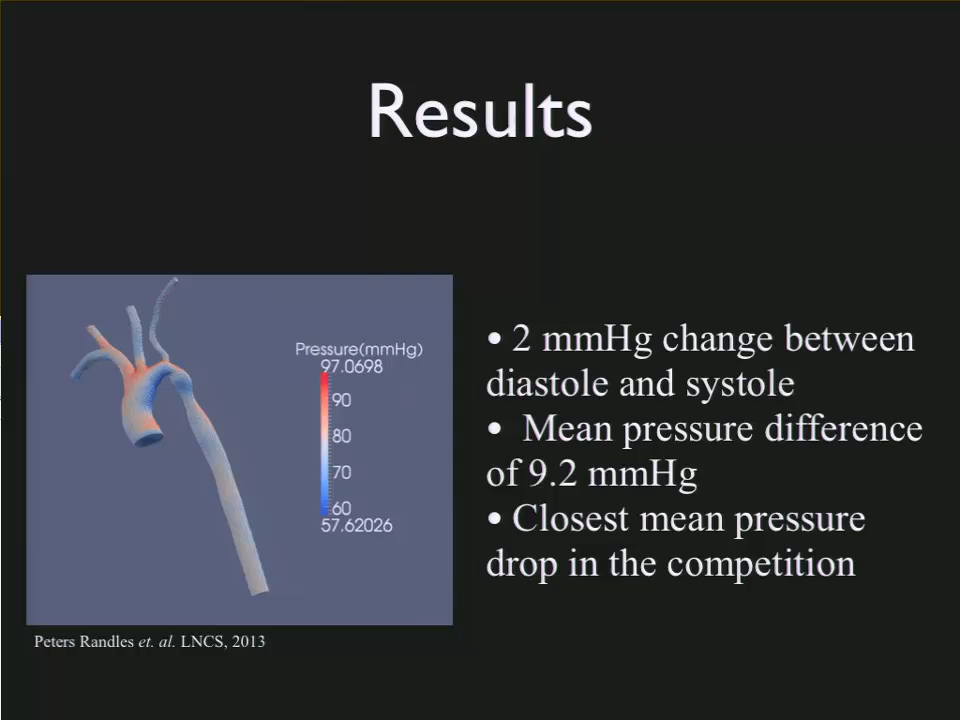 Results
Pressure(mmHg)
97.0698
90
80
70
60
57.62026
• 2 mmHg change between
diastole and systole
• Mean pressure difference
of 9.2 mmHg
• Closest mean pressure
drop in the competition
Peters Randles et. al. LNCS, 2013